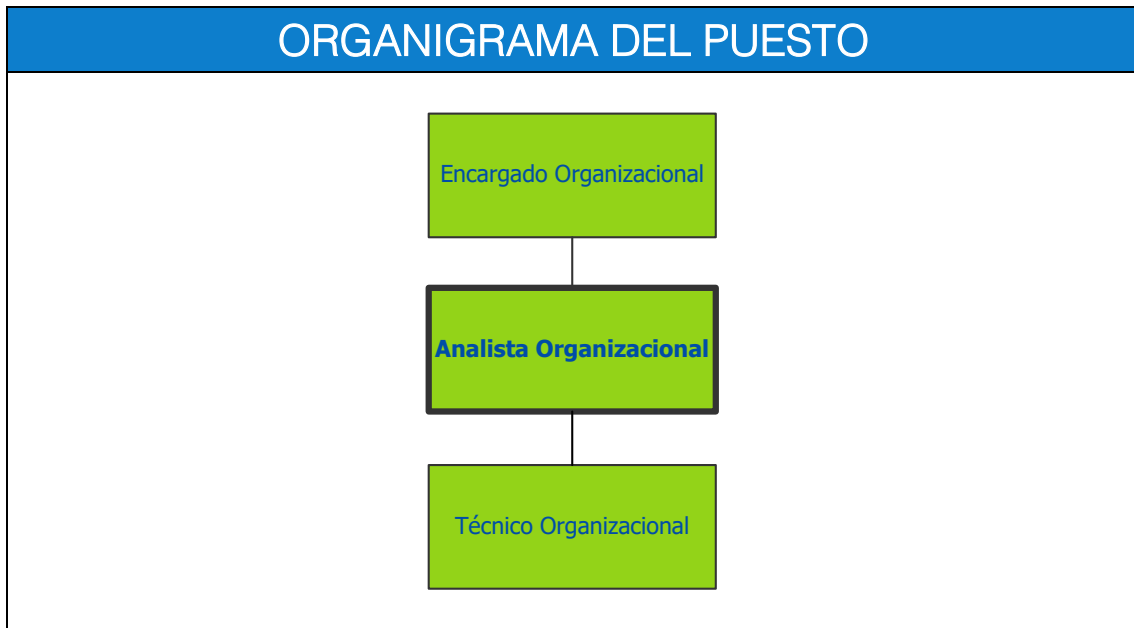 ORGANIGRAMA DEL PUESTO
Encargado Organizacional
Analista Organizacional
Técnico Organizacional